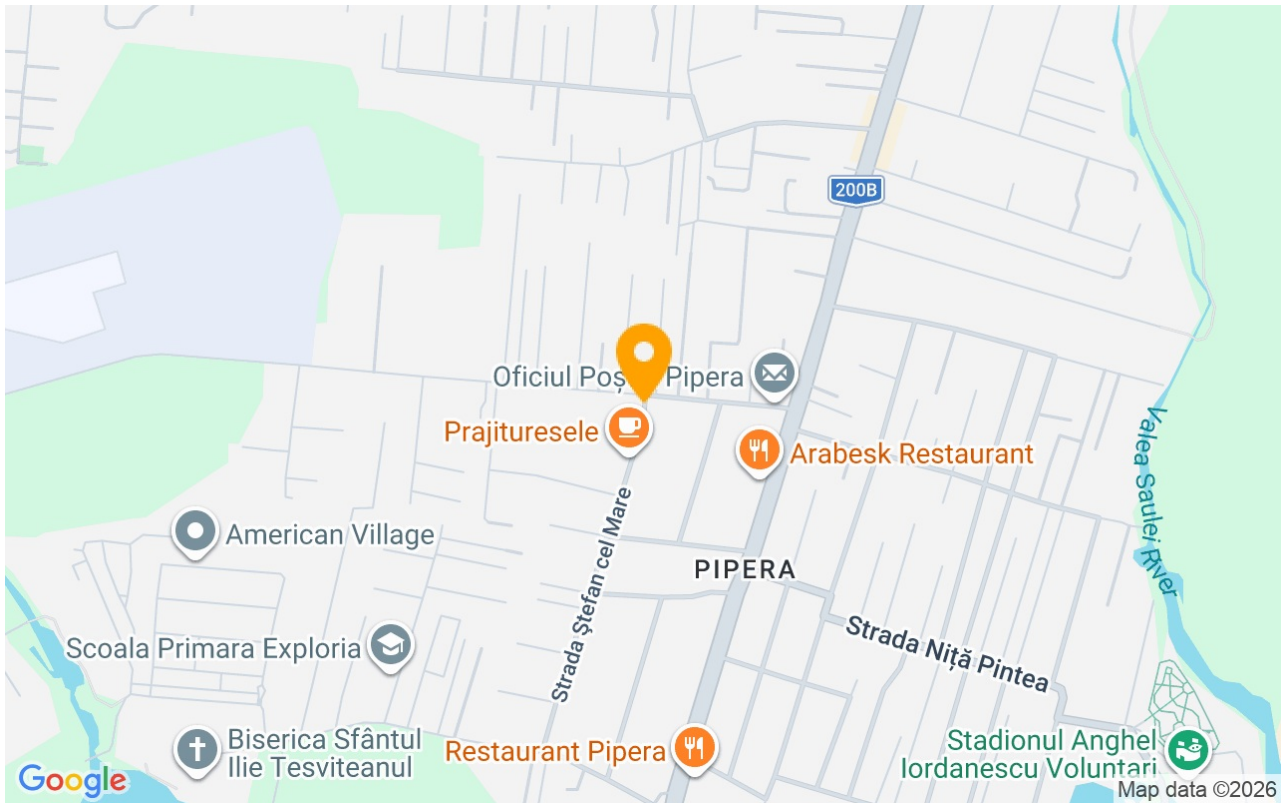 200B
Oficiul Poș Pipera
Prajituresele
Arabesk Restaurant
Valea Saulei River
American Village
PIPERA
Strada Ștefan cel Mare
Scoala Primara Exploria
Strada Niță Pintea
Biserica Sfântul
Ilie Tesviteanul
Restaurant Pipera
Stadionul Anghel
Iordanescu Voluntari
Google
Map data ©2026